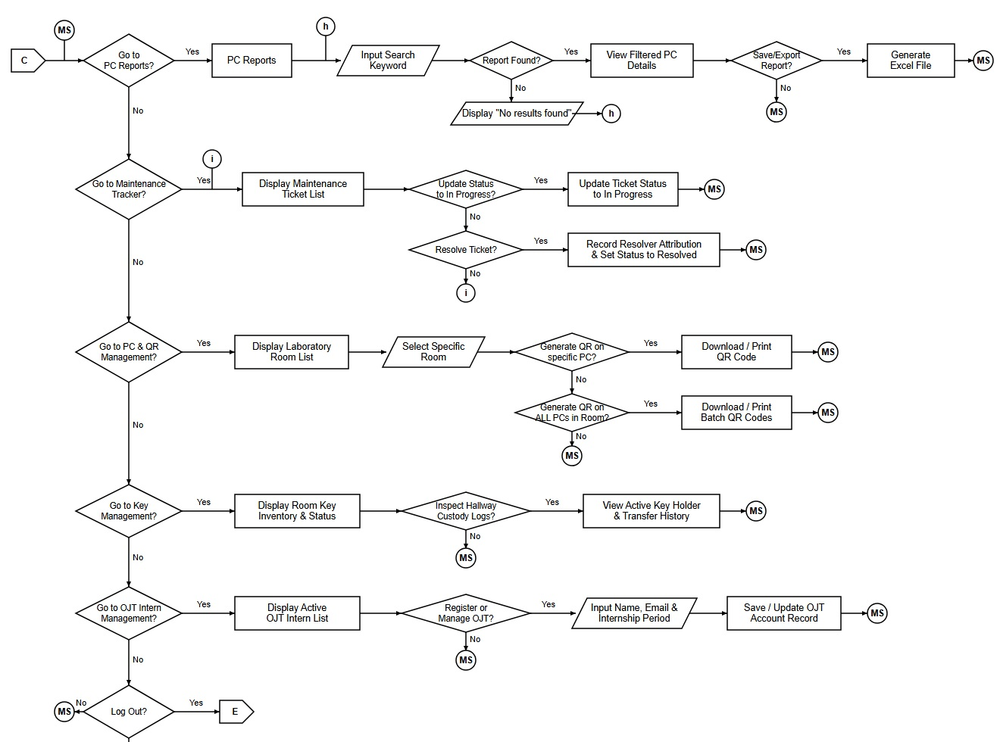 MS
h
C
Go to
PC Reports?
Yes
PC Reports
Input Search
Keyword
Report Found?
Yes
View Filtered PC
Details
Save/Export
Report?
Yes
Generate
Excel File
MS
No
No
No
Display "No results found"
h
MS
i
Go to Maintenance
Tracker?
Yes
Display Maintenance
Ticket List
Update Status
to In Progress?
Yes
Update Ticket Status
to In Progress
MS
No
Resolve Ticket?
Yes
Record Resolver Attribution
& Set Status to Resolved
MS
No
No
i
Go to PC & QR
Management?
Yes
Display Laboratory
Room List
Select Specific
Room
Generate QR on
specific PC?
Yes
Download / Print
QR Code
MS
No
Generate QR on
ALL PCs in Room?
Yes
Download / Print
Batch QR Codes
MS
No
No
MS
Go to Key
Management?
Yes
Display Room Key
Inventory & Status
Inspect Hallway
Custody Logs?
Yes
View Active Key Holder
& Transfer History
MS
No
No
MS
Go to OJT Intern
Management?
Yes
Display Active
OJT Intern List
Register or
Manage OJT?
Yes
Input Name, Email &
Internship Period
Save / Update OJT
Account Record
MS
No
No
MS
MS
No
Log Out?
Yes
E